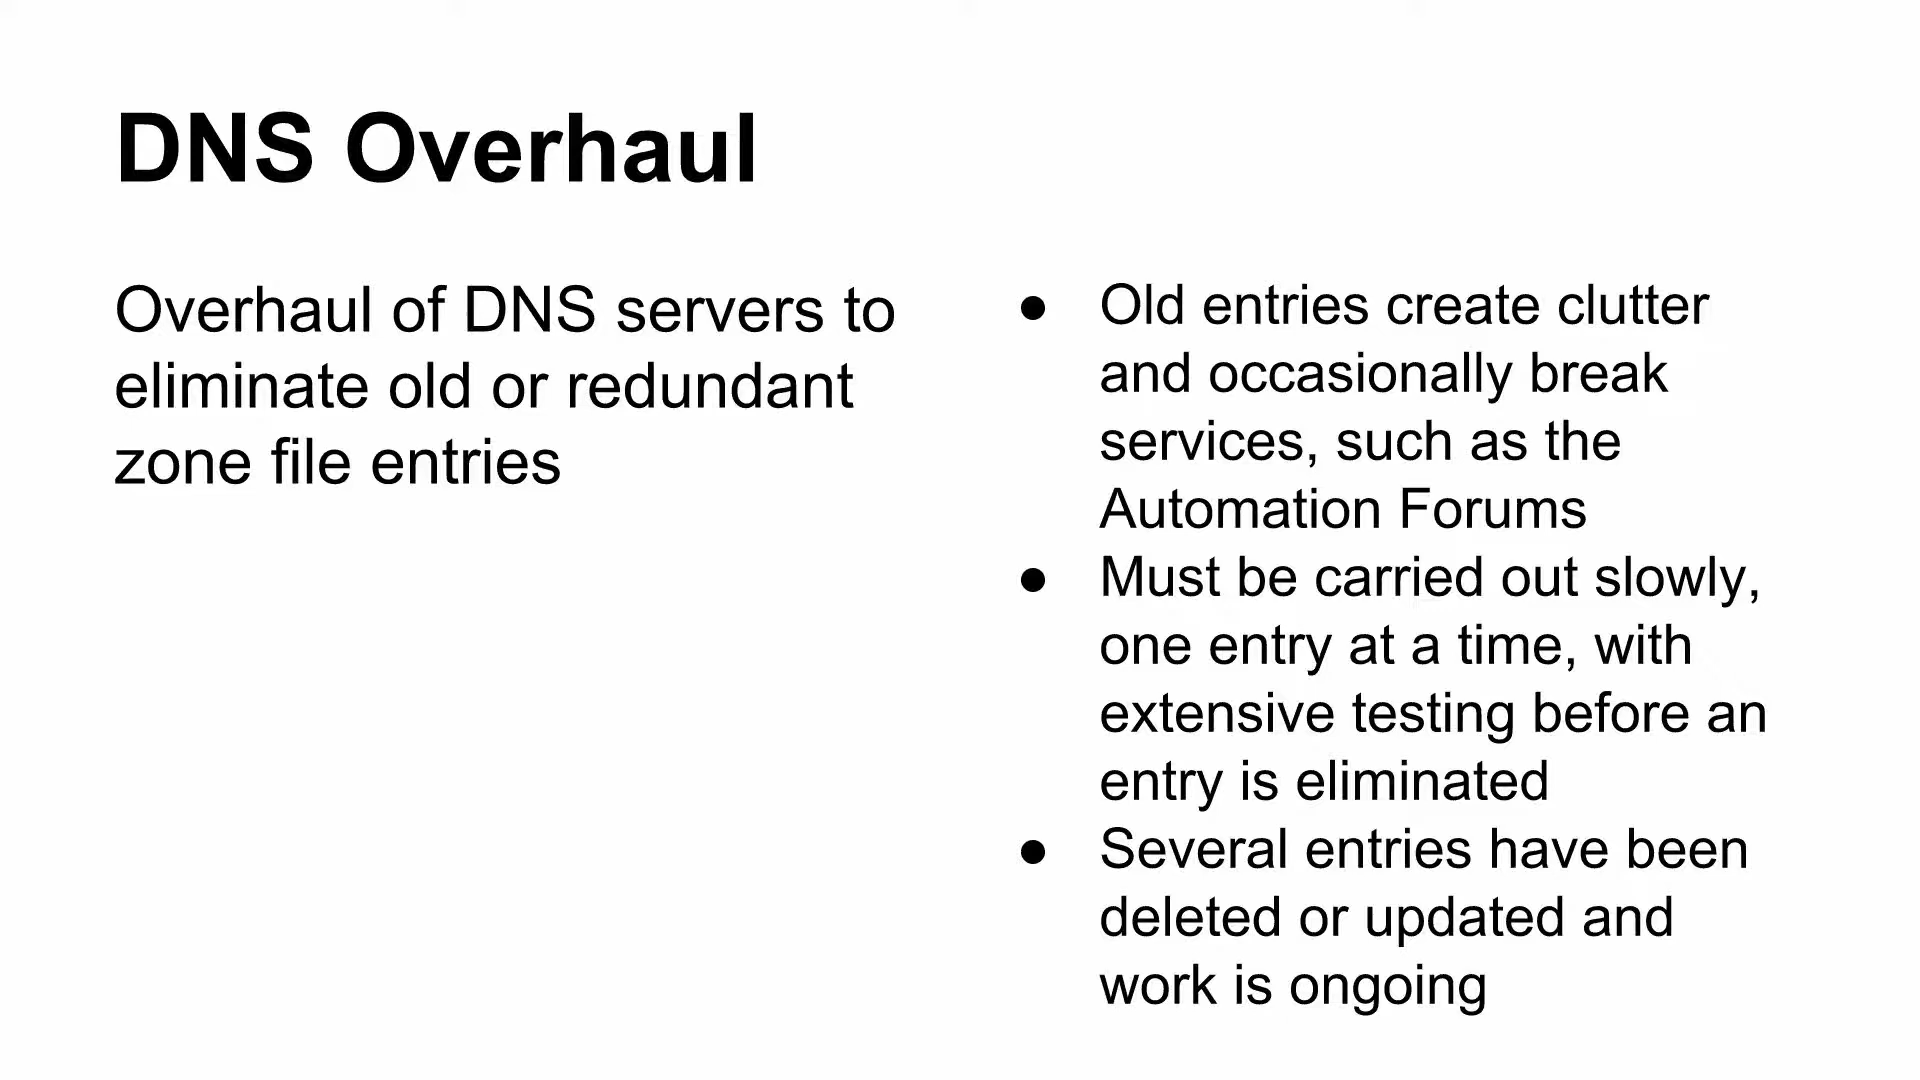 DNS Overhaul
Overhaul of DNS servers to
eliminate old or redundant
zone file entries
● Old entries create clutter
and occasionally break
services, such as the
Automation Forums
● Must be carried out slowly,
one entry at a time, with
extensive testing before an
entry is eliminated
● Several entries have been
deleted or updated and
work is ongoing